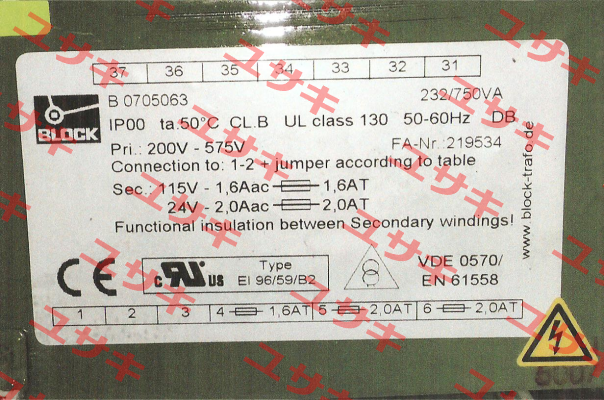 37 36 35 34 33 32 31
B 0705063 232/750VA
BLOCK
IP00 ta.50°C CL.B UL class 130 50-60Hz DB
Pri.: 200V - 575V FA-Nr.:219534
Connection to: 1-2 + jumper according to table
Sec.: 115V - 1,6Aac 1,6AT
24V - 2,0Aac 2,0AT
Functional insulation between Secondary windings!
www.block-trafo.de
CE
c RU US
Type
EI 96/59/B2
VDE 0570/
EN 61558
1 2 3 4 1,6AT 5 2,0AT 6 2,0AT
ユサキ